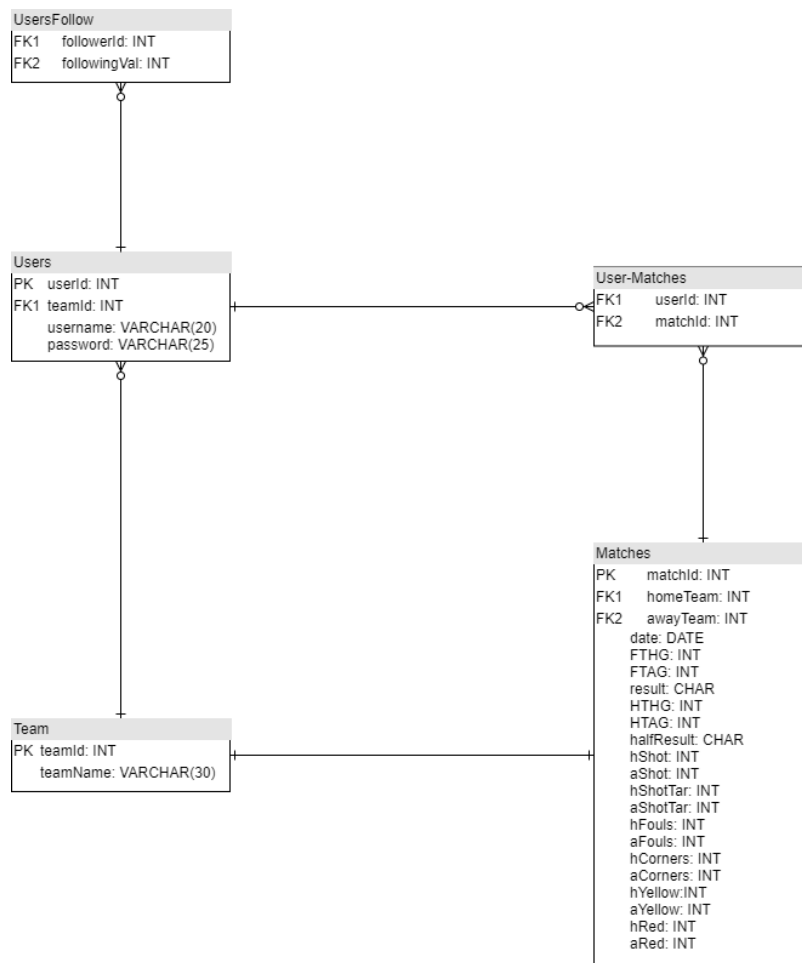 UsersFollow
FK1 followerId: INT
FK2 followingVal: INT
Users
PK userId: INT
FK1 teamId: INT
username: VARCHAR(20)
password: VARCHAR(25)
User-Matches
FK1 userId: INT
FK2 matchId: INT
Matches
PK matchId: INT
FK1 homeTeam: INT
FK2 awayTeam: INT
date: DATE
FTHG: INT
FTAG: INT
result: CHAR
HTHG: INT
HTAG: INT
halfResult: CHAR
hShot: INT
aShot: INT
hShotTar: INT
aShotTar: INT
hFouls: INT
aFouls: INT
hCorners: INT
aCorners: INT
hYellow:INT
aYellow: INT
hRed: INT
aRed: INT
Team
PK teamId: INT
teamName: VARCHAR(30)